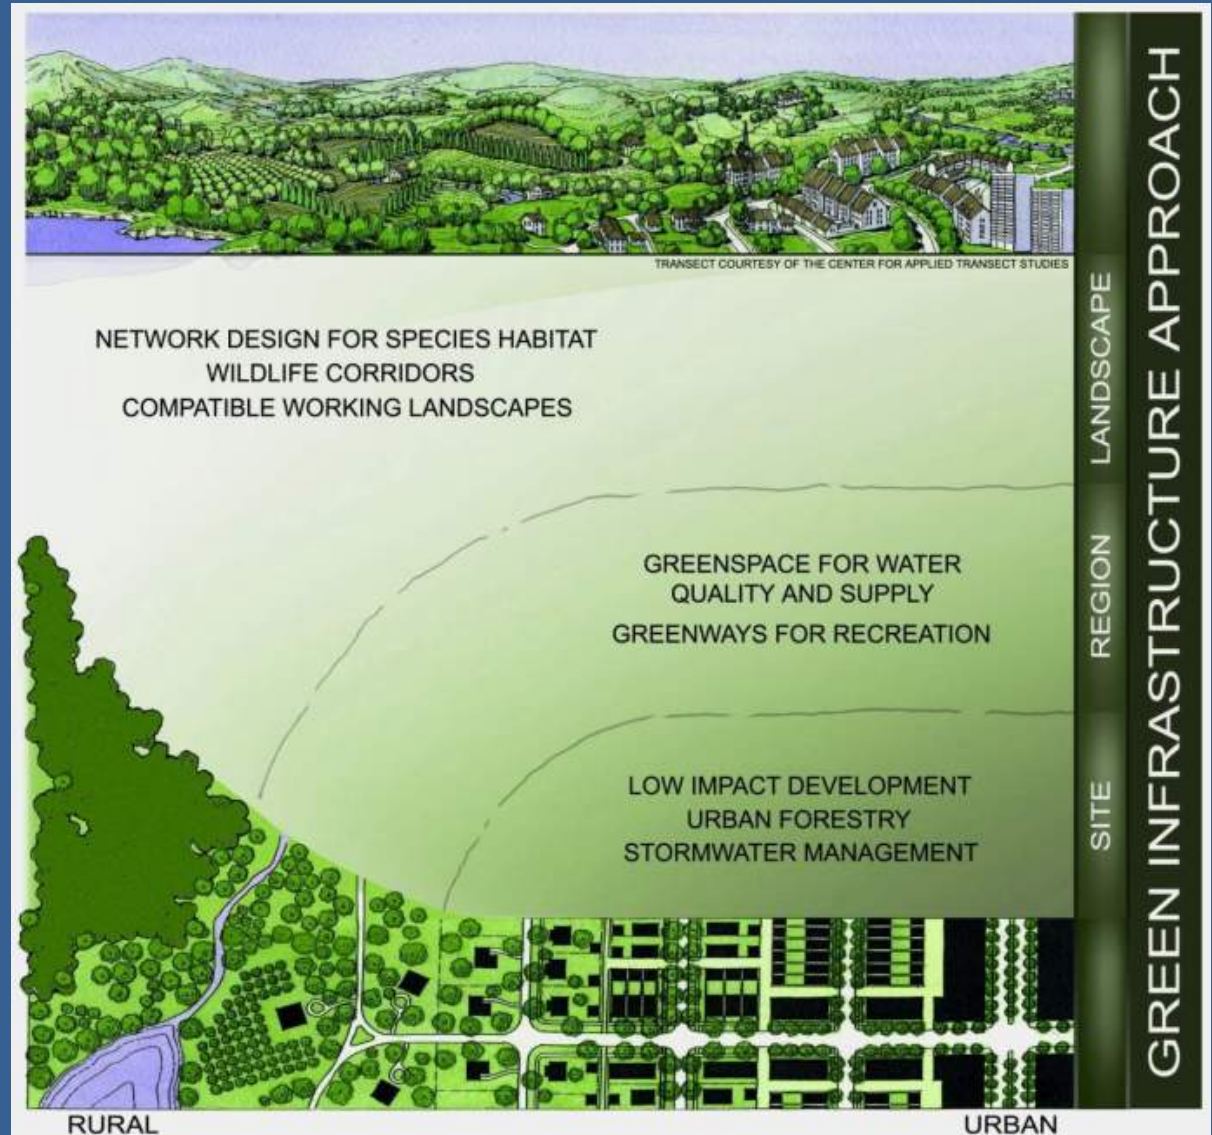 TRANSECT COURTESY OF THE CENTER FOR APPLIED TRANSECT STUDIES
NETWORK DESIGN FOR SPECIES HABITAT
WILDLIFE CORRIDORS
COMPATIBLE WORKING LANDSCAPES
GREENSPACE FOR WATER
QUALITY AND SUPPLY
GREENWAYS FOR RECREATION
LOW IMPACT DEVELOPMENT
URBAN FORESTRY
STORMWATER MANAGEMENT
LANDSCAPE
REGION
SITE
GREEN INFRASTRUCTURE APPROACH
RURAL
URBAN